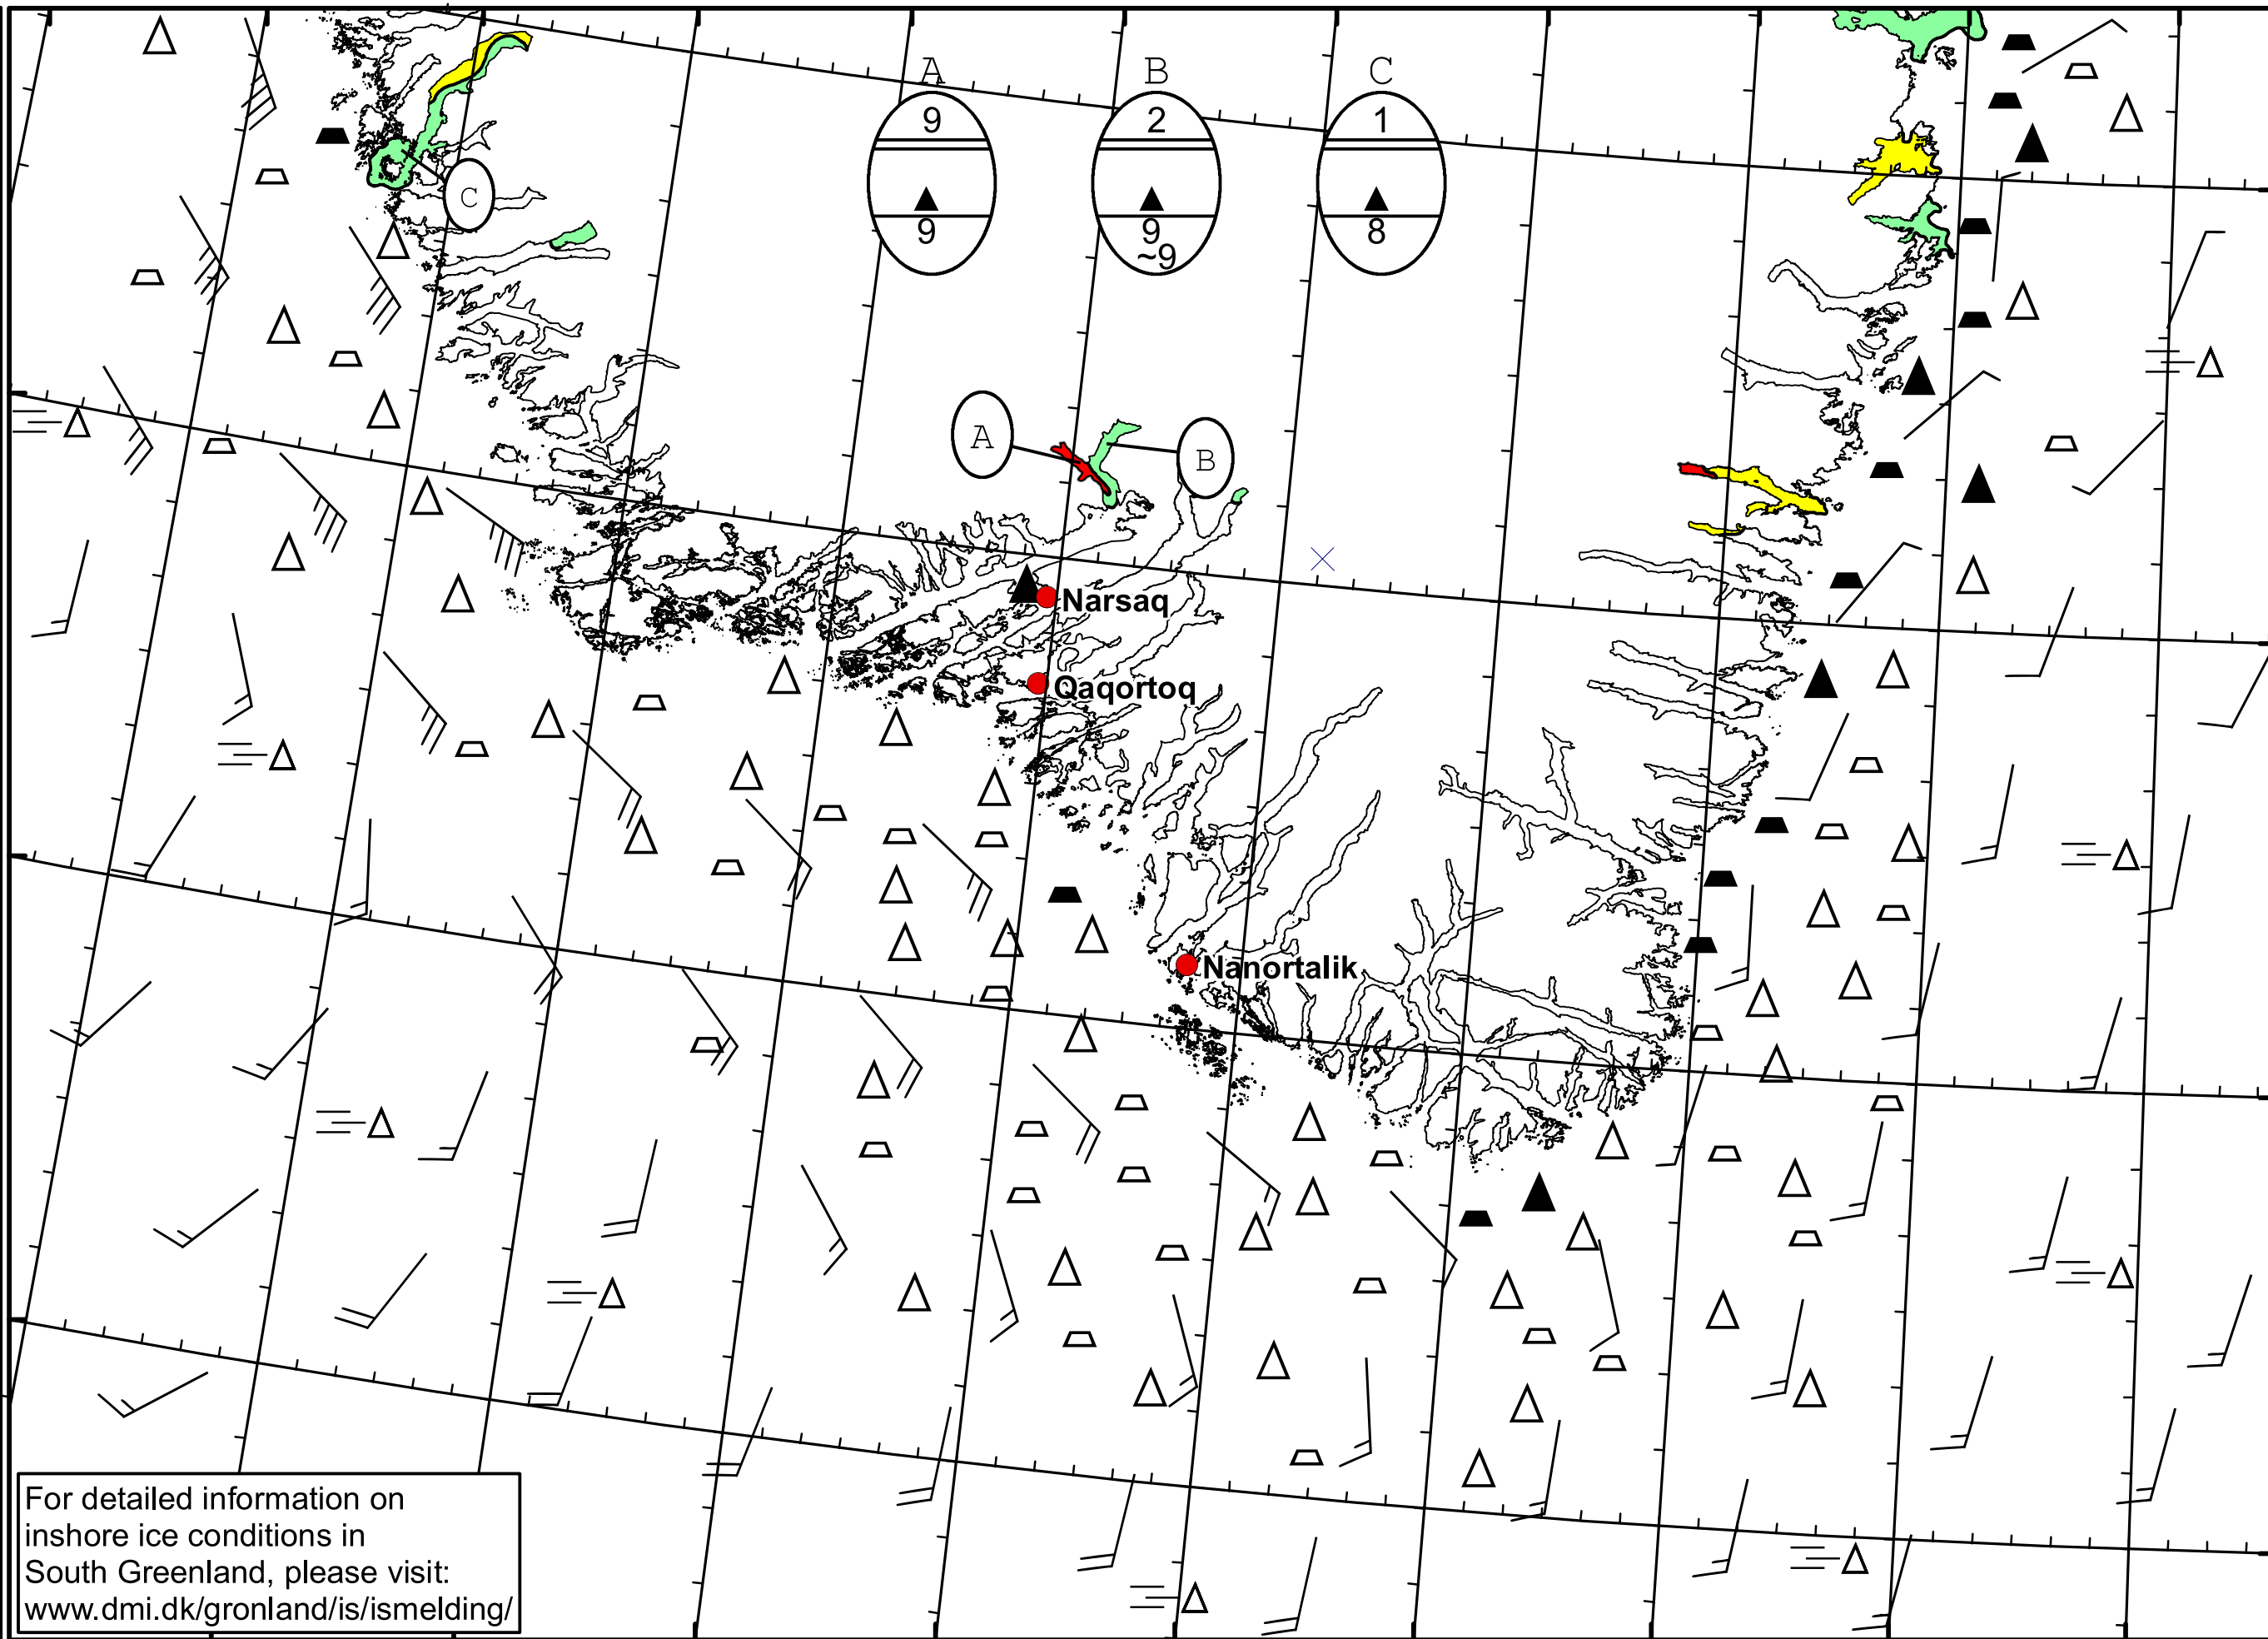 A B C
9 2 1
9 9 8
~9
C
A
B
Narsaq
Qaqortoq
Nanortalik
For detailed information on
inshore ice conditions in
South Greenland, please visit:
www.dmi.dk/gronland/is/ismelding/